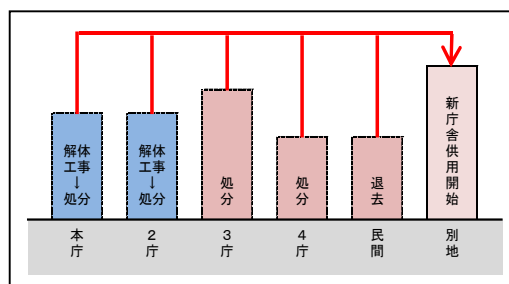 解体
工事
↓
処分
解体
工事
↓
処分
処分
処分
退去
新庁舎供用開始
本庁
２庁
３庁
４庁
民間
別地